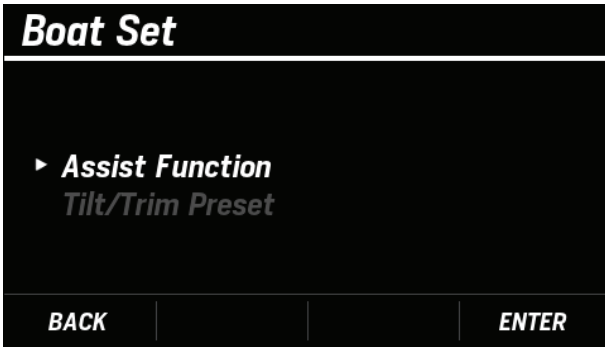 Boat Set
Assist Function
Tilt/Trim Preset
BACK
ENTER